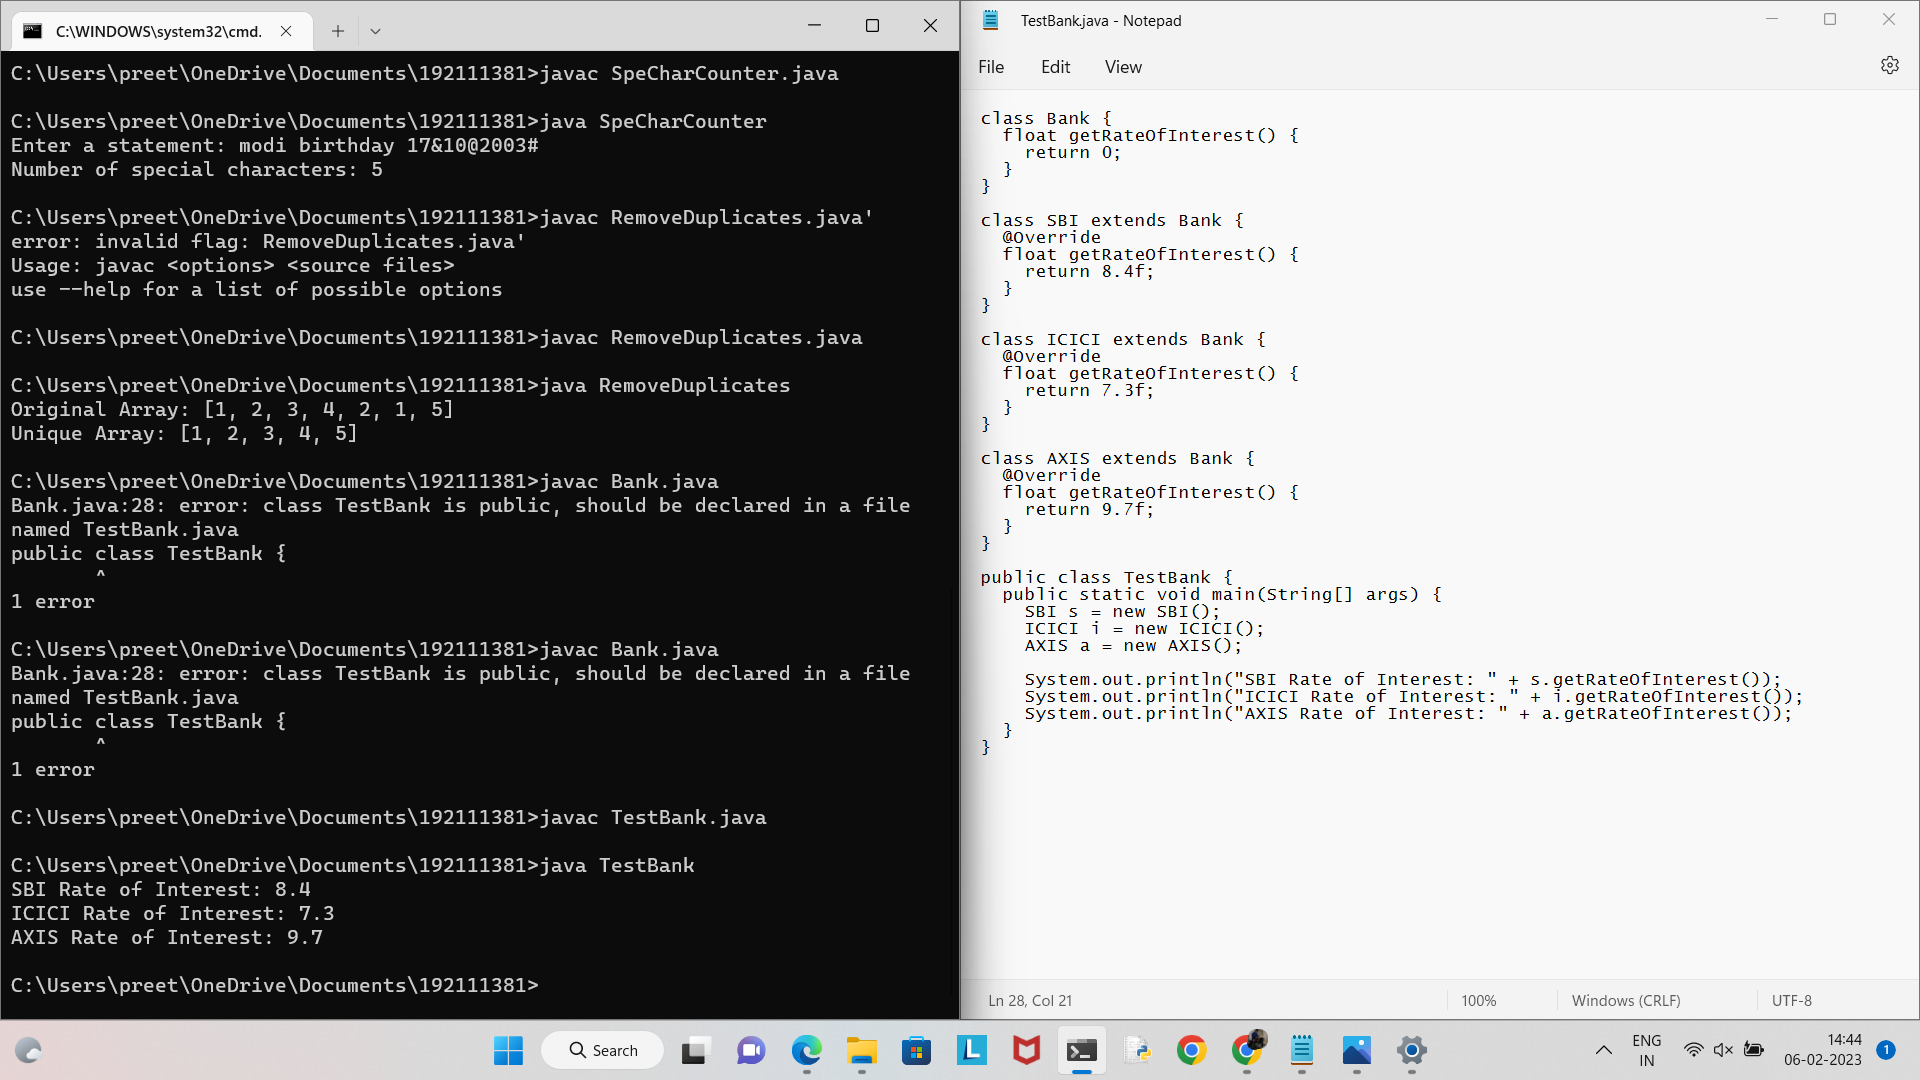 C:\WINDOWS\system32\cmd.
C:\Users\preet\OneDrive\Documents\192111381>javac SpeCharCounter.java
C:\Users\preet\OneDrive\Documents\192111381>java SpeCharCounter
Enter a statement: modi birthday 17&10@2003#
Number of special characters: 5
C:\Users\preet\OneDrive\Documents\192111381>javac RemoveDuplicates.java'
error: invalid flag: RemoveDuplicates.java'
Usage: javac <options> <source files>
use --help for a list of possible options
C:\Users\preet\OneDrive\Documents\192111381>javac RemoveDuplicates.java
C:\Users\preet\OneDrive\Documents\192111381>java RemoveDuplicates
Original Array: [1, 2, 3, 4, 2, 1, 5]
Unique Array: [1, 2, 3, 4, 5]
C:\Users\preet\OneDrive\Documents\192111381>javac Bank.java
Bank.java:28: error: class TestBank is public, should be declared in a file
named TestBank.java
public class TestBank {
       ^
1 error
C:\Users\preet\OneDrive\Documents\192111381>javac Bank.java
Bank.java:28: error: class TestBank is public, should be declared in a file
named TestBank.java
public class TestBank {
       ^
1 error
C:\Users\preet\OneDrive\Documents\192111381>javac TestBank.java
C:\Users\preet\OneDrive\Documents\192111381>java TestBank
SBI Rate of Interest: 8.4
ICICI Rate of Interest: 7.3
AXIS Rate of Interest: 9.7
C:\Users\preet\OneDrive\Documents\192111381>
TestBank.java - Notepad
File Edit View
class Bank {
  float getRateOfInterest() {
    return 0;
  }
}
class SBI extends Bank {
  @Override
  float getRateOfInterest() {
    return 8.4f;
  }
}
class ICICI extends Bank {
  @Override
  float getRateOfInterest() {
    return 7.3f;
  }
}
class AXIS extends Bank {
  @Override
  float getRateOfInterest() {
    return 9.7f;
  }
}
public class TestBank {
  public static void main(String[] args) {
    SBI s = new SBI();
    ICICI i = new ICICI();
    AXIS a = new AXIS();
    System.out.println("SBI Rate of Interest: " + s.getRateOfInterest());
    System.out.println("ICICI Rate of Interest: " + i.getRateOfInterest());
    System.out.println("AXIS Rate of Interest: " + a.getRateOfInterest());
  }
}
Ln 28, Col 21 100% Windows (CRLF) UTF-8
Search
L
ENG
IN
14:44
06-02-2023
1